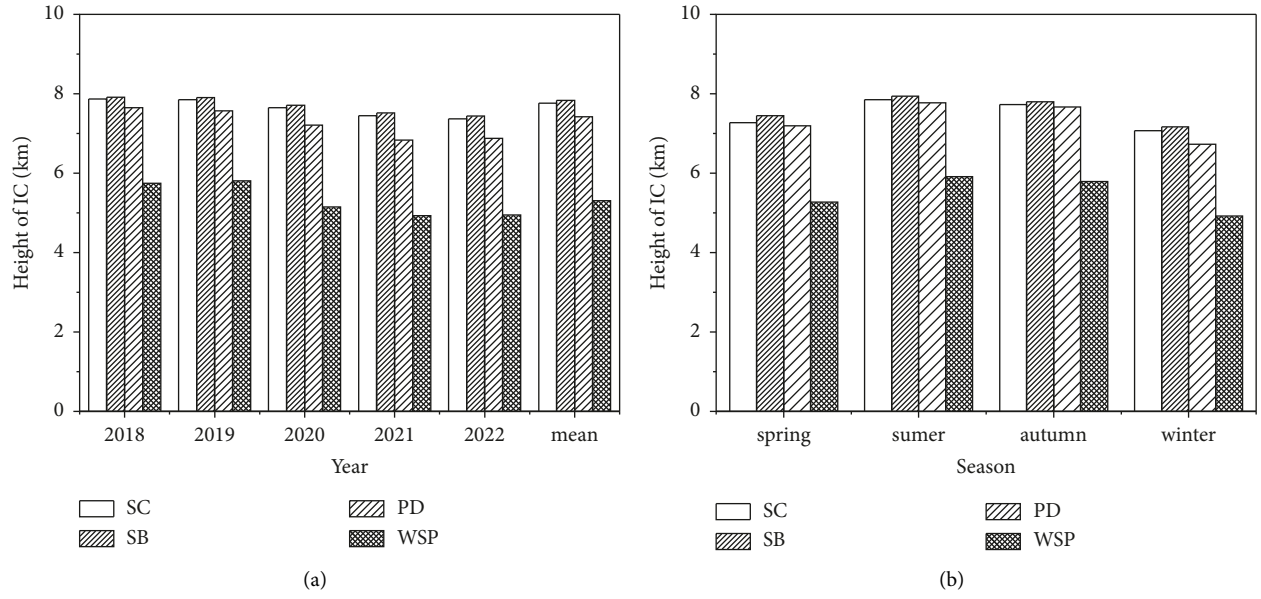 10
8
6
4
2
0
Height of IC (km)
2018 2019 2020 2021 2022 mean
Year
SC PD
SB WSP
(a)
10
8
6
4
2
0
Height of IC (km)
spring sumer autumn winter
Season
SC PD
SB WSP
(b)